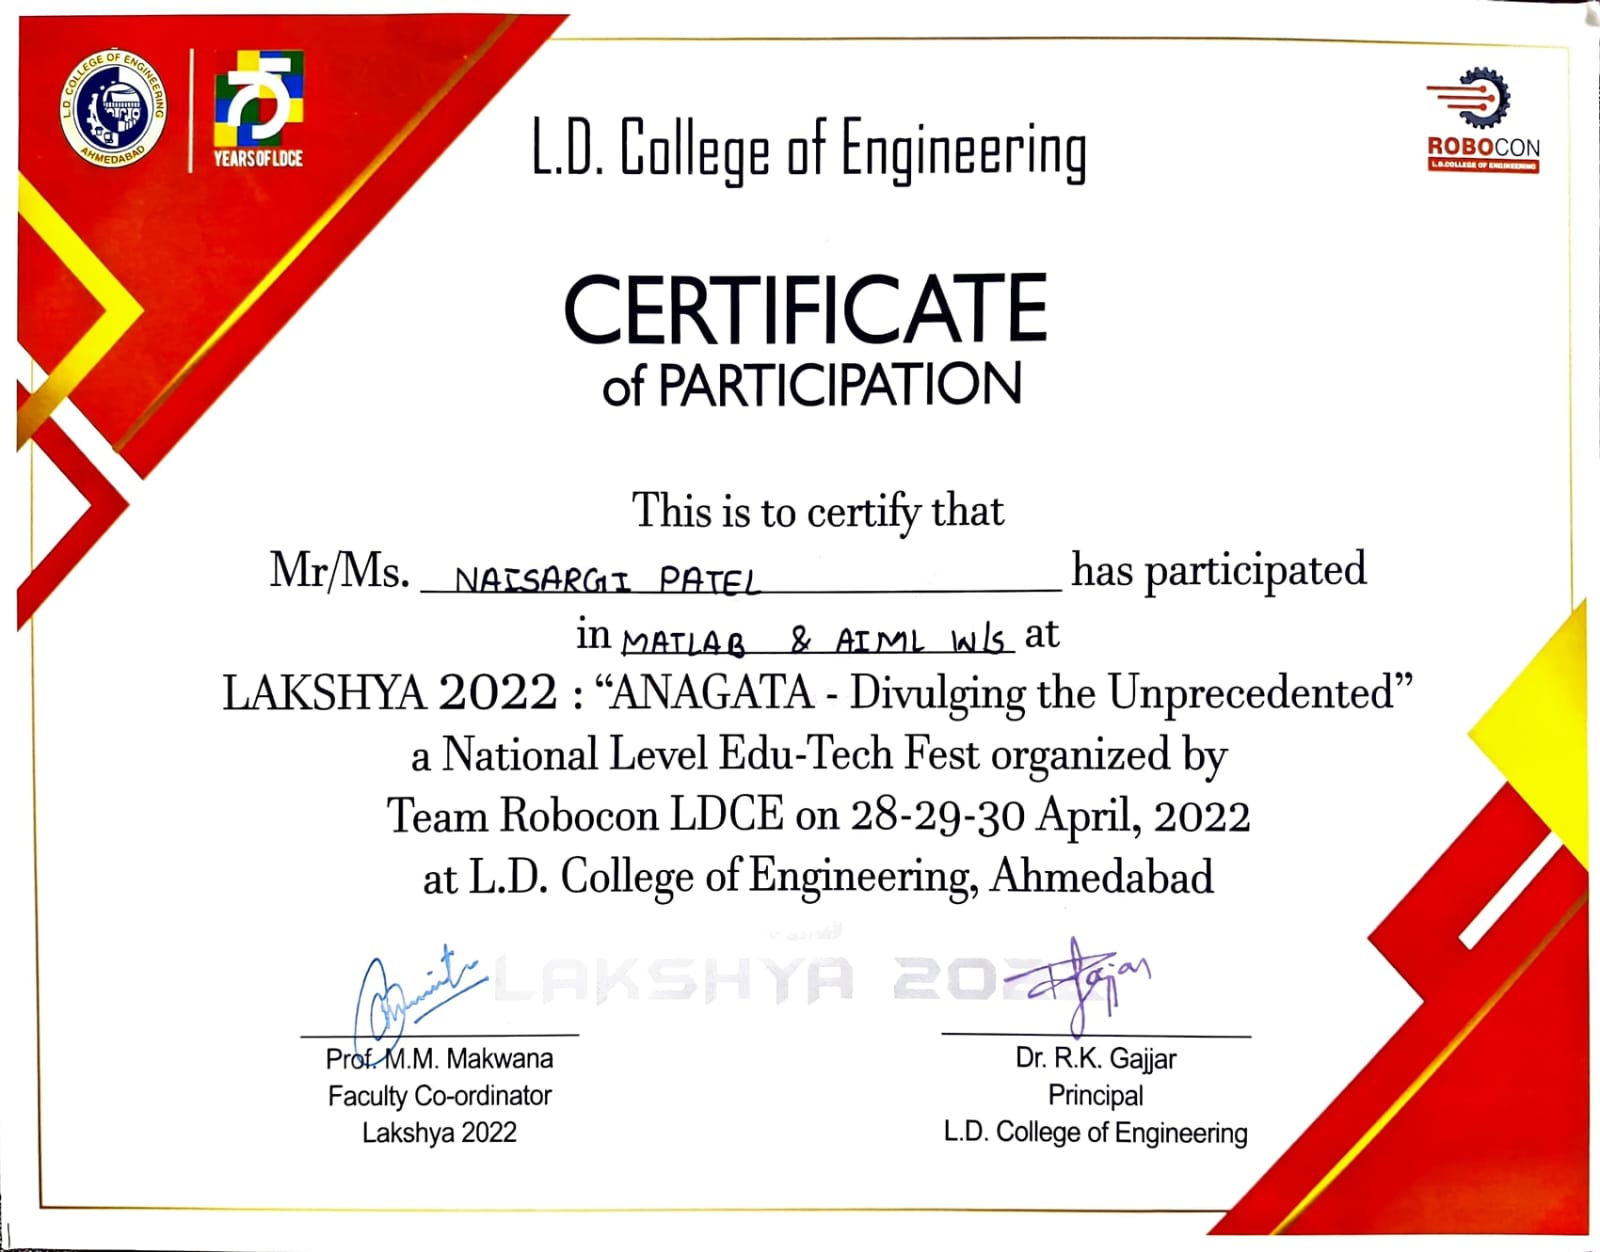 L.D. COLLEGE OF ENGINEERING
AHMEDABAD
75
YEARS OF LDCE
ROBOCON
L.D.COLLEGE OF ENGINEERING
L.D. College of Engineering
CERTIFICATE
of PARTICIPATION
This is to certify that
Mr/Ms. NAISARGI PATEL has participated
in MATLAB & AIML W/S at
LAKSHYA 2022 : “ANAGATA - Divulging the Unprecedented”
a National Level Edu-Tech Fest organized by
Team Robocon LDCE on 28-29-30 April, 2022
at L.D. College of Engineering, Ahmedabad
LAKSHYA 2022
Prof. M.M. Makwana
Faculty Co-ordinator
Lakshya 2022
Dr. R.K. Gajjar
Principal
L.D. College of Engineering